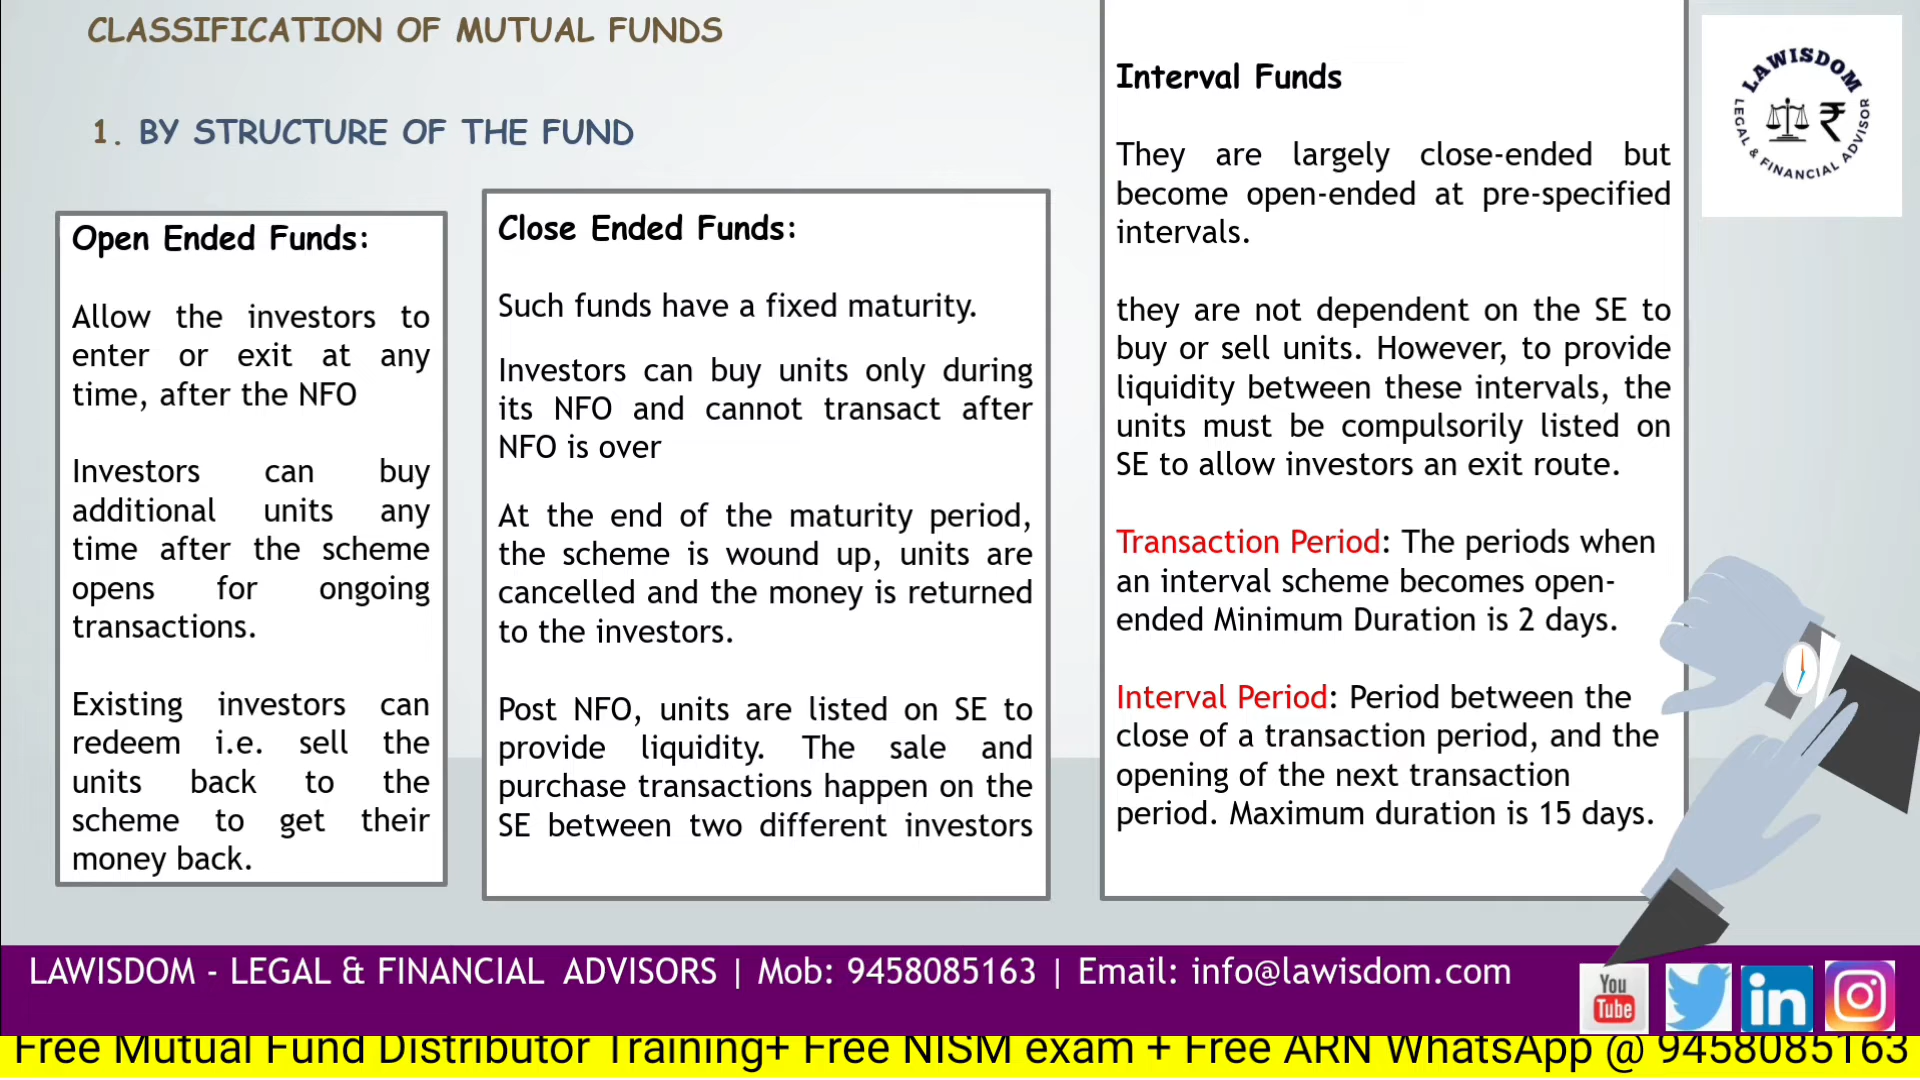 CLASSIFICATION OF MUTUAL FUNDS
1. BY STRUCTURE OF THE FUND
Open Ended Funds:
Allow the investors to
enter or exit at any
time, after the NFO
Investors can buy
additional units any
time after the scheme
opens for ongoing
transactions.
Existing investors can
redeem i.e. sell the
units back to the
scheme to get their
money back.
Close Ended Funds:
Such funds have a fixed maturity.
Investors can buy units only during
its NFO and cannot transact after
NFO is over
At the end of the maturity period,
the scheme is wound up, units are
cancelled and the money is returned
to the investors.
Post NFO, units are listed on SE to
provide liquidity. The sale and
purchase transactions happen on the
SE between two different investors
Interval Funds
They are largely close-ended but
become open-ended at pre-specified
intervals.
they are not dependent on the SE to
buy or sell units. However, to provide
liquidity between these intervals, the
units must be compulsorily listed on
SE to allow investors an exit route.
Transaction Period: The periods when
an interval scheme becomes open-
ended Minimum Duration is 2 days.
Interval Period: Period between the
close of a transaction period, and the
opening of the next transaction
period. Maximum duration is 15 days.
LAWISDOM
LEGAL & FINANCIAL ADVISOR
₹
LAWISDOM - LEGAL & FINANCIAL ADVISORS | Mob: 9458085163 | Email: info@lawisdom.com
You
Tube
in
Free Mutual Fund Distributor Training+ Free NISM exam + Free ARN WhatsApp @ 9458085163